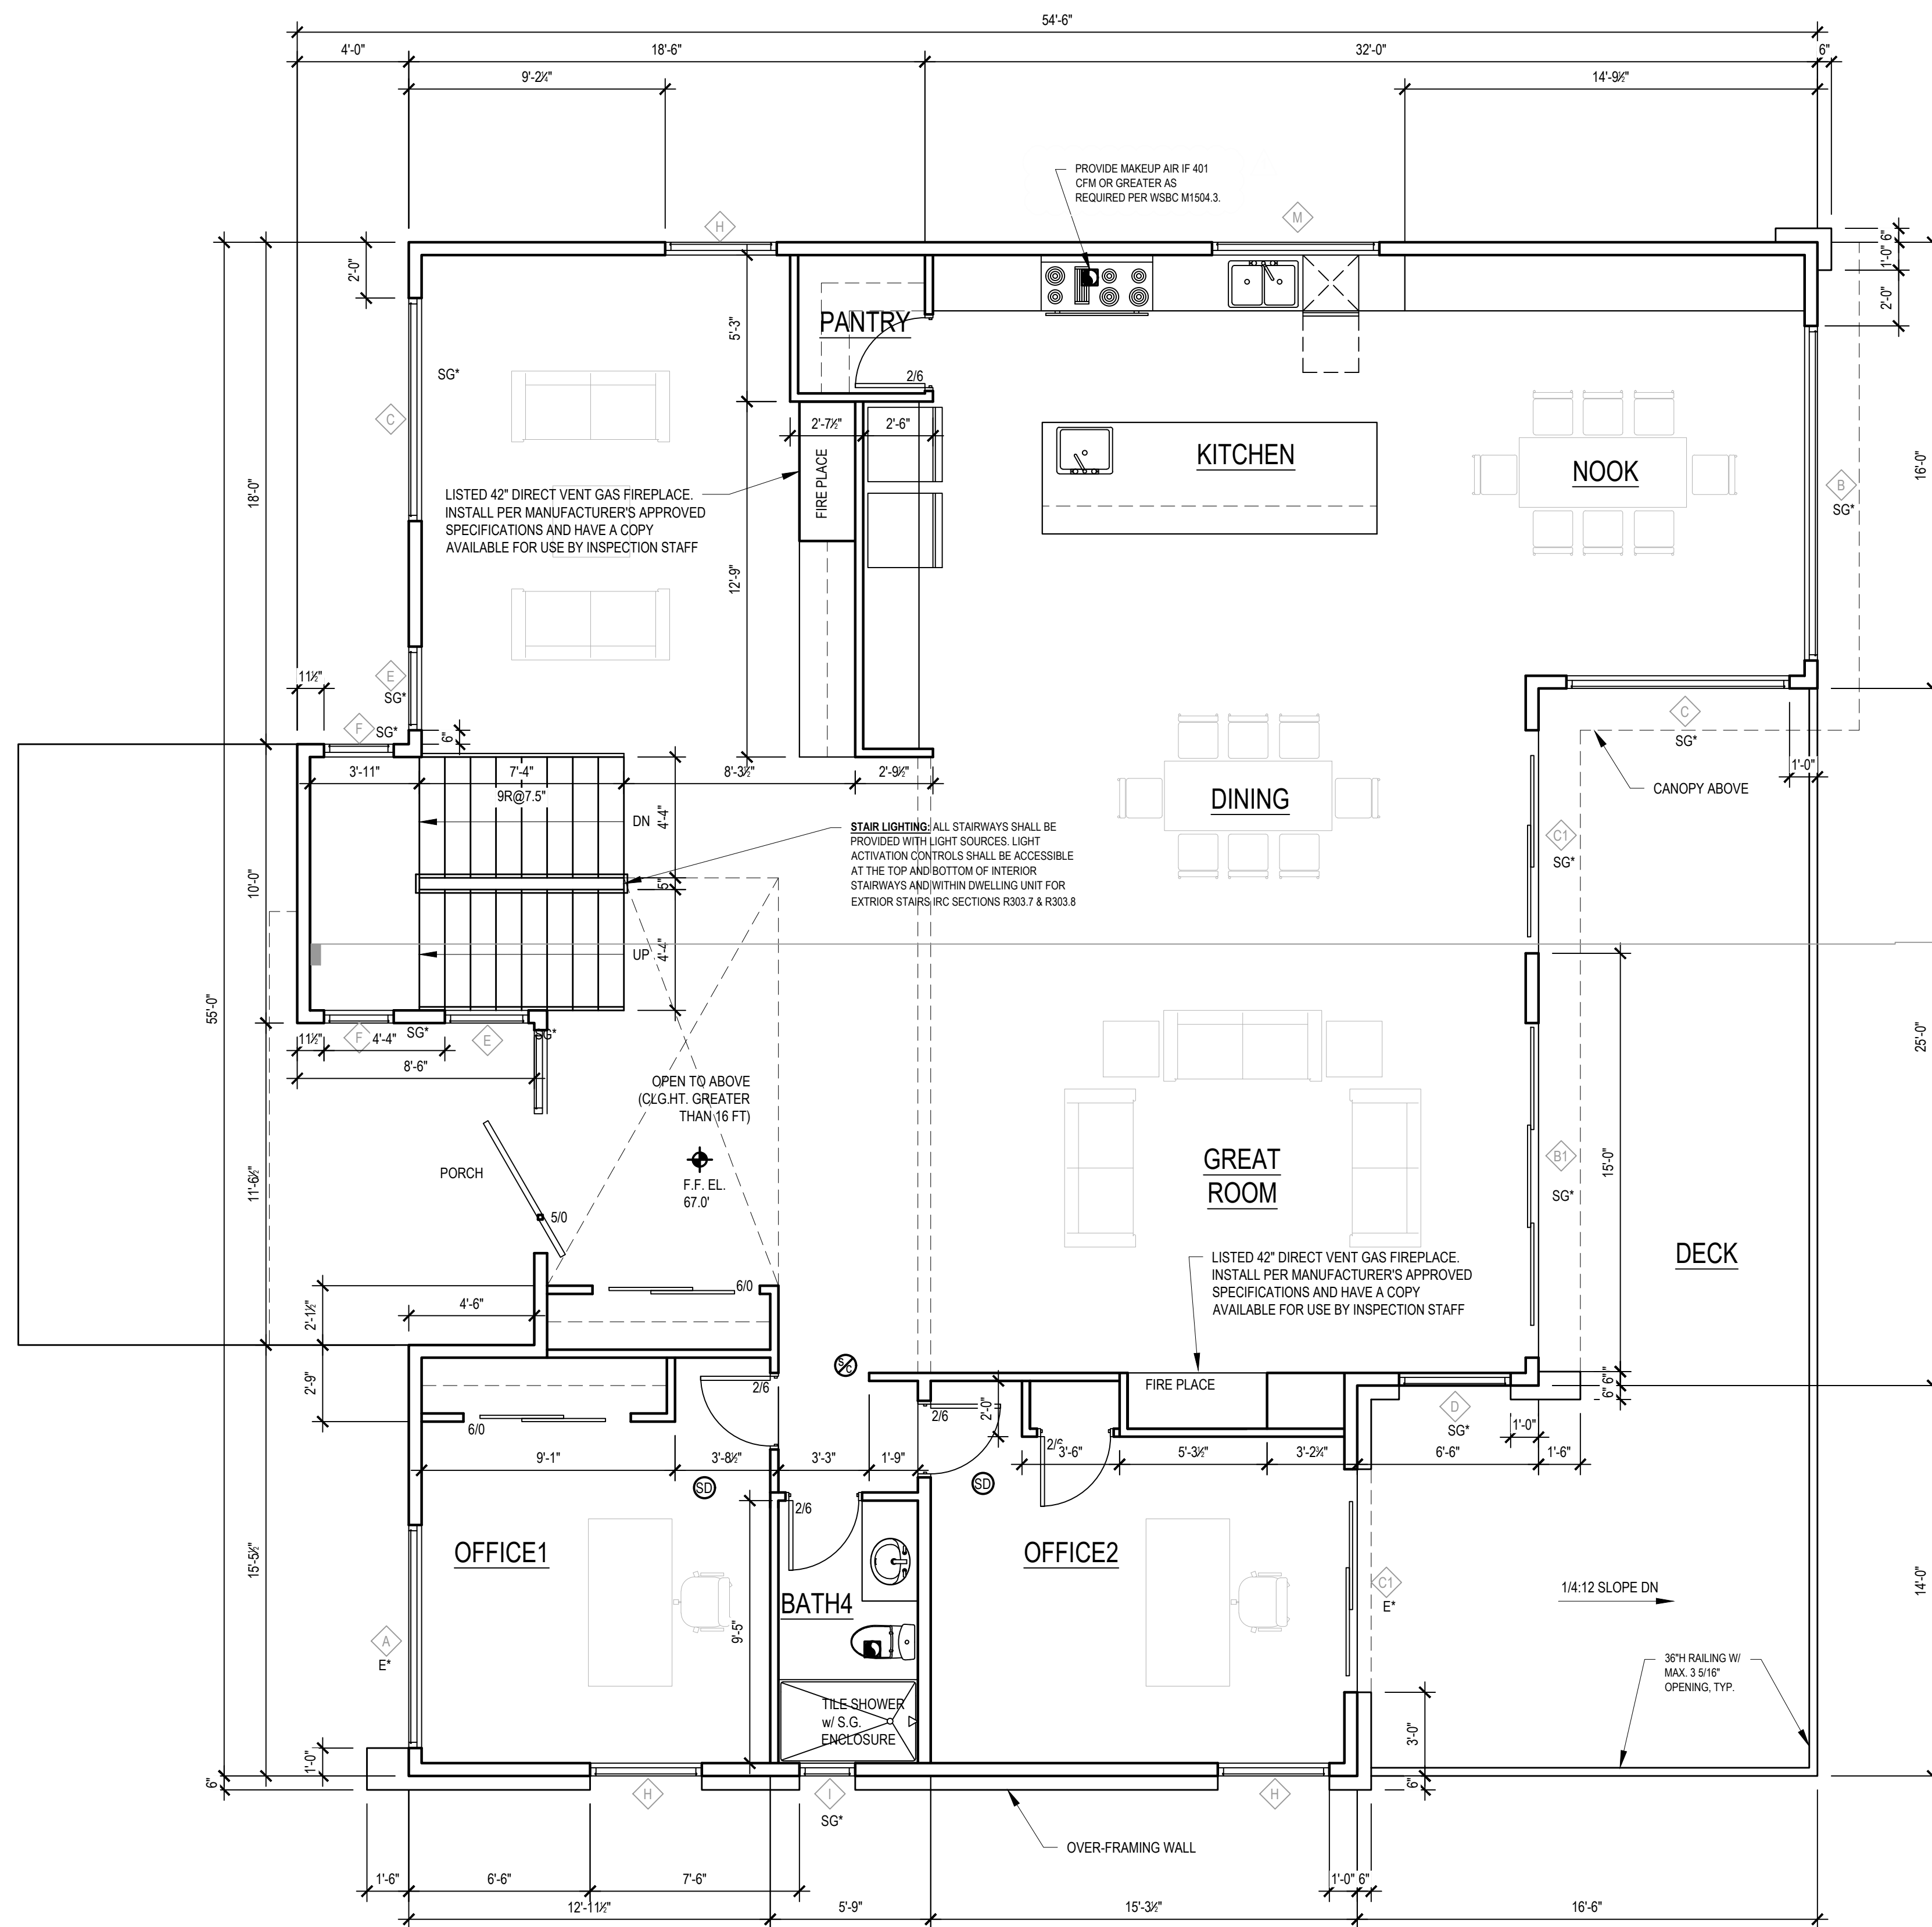 54'-6"
4'-0"
18'-6"
32'-0"
6"
9'-2¼"
14'-9½"
PROVIDE MAKEUP AIR IF 401
CFM OR GREATER AS
REQUIRED PER WSBC M1504.3.
H
M
6"
1'-0"
2'-0"
2'-0"
PANTRY
5'-3"
2/6
SG*
C
2'-7½"
2'-6"
KITCHEN
NOOK
16'-0"
B
SG*
FIRE PLACE
18'-0"
LISTED 42" DIRECT VENT GAS FIREPLACE.
INSTALL PER MANUFACTURER'S APPROVED
SPECIFICATIONS AND HAVE A COPY
AVAILABLE FOR USE BY INSPECTION STAFF
12'-9"
11½"
E
SG*
F
SG*
6"
C
SG*
1'-0"
3'-11"
7'-4"
8'-3½"
2'-9½"
9R@7.5"
DINING
CANOPY ABOVE
DN
4'-4"
STAIR LIGHTING: ALL STAIRWAYS SHALL BE
PROVIDED WITH LIGHT SOURCES. LIGHT
ACTIVATION CONTROLS SHALL BE ACCESSIBLE
AT THE TOP AND BOTTOM OF INTERIOR
STAIRWAYS AND WITHIN DWELLING UNIT FOR
EXTRIOR STAIRS IRC SECTIONS R303.7 & R303.8
C1
SG*
10'-0"
5"
UP
4'-4"
55'-0"
11½"
F
4'-4"
SG*
E
SG*
8'-6"
25'-0"
OPEN TO ABOVE
(CLG.HT. GREATER
THAN 16 FT)
PORCH
11'-6½"
F.F. EL.
67.0'
5/0
GREAT
ROOM
B1
SG*
15'-0"
DECK
LISTED 42" DIRECT VENT GAS FIREPLACE.
INSTALL PER MANUFACTURER'S APPROVED
SPECIFICATIONS AND HAVE A COPY
AVAILABLE FOR USE BY INSPECTION STAFF
6/0
4'-6"
2'-1½"
2'-9"
S/C
2/6
FIRE PLACE
6"
6"
2/6
2'-0"
D
SG*
1'-0"
1'-6"
6/0
2/6
9'-1"
3'-8½"
3'-3"
1'-9"
3'-6"
5'-3½"
3'-2¾"
6'-6"
SD
SD
2/6
15'-5½"
OFFICE1
OFFICE2
C1
E*
1/4:12 SLOPE DN
14'-0"
BATH4
9'-5"
A
E*
36"H RAILING W/
MAX. 3 5/16"
OPENING, TYP.
TILE SHOWER
w/ S.G.
ENCLOSURE
3'-0"
1'-0"
6"
6"
H
I
SG*
H
OVER-FRAMING WALL
1'-6"
6'-6"
7'-6"
1'-0"
6"
12'-11½"
5'-9"
15'-3½"
16'-6"